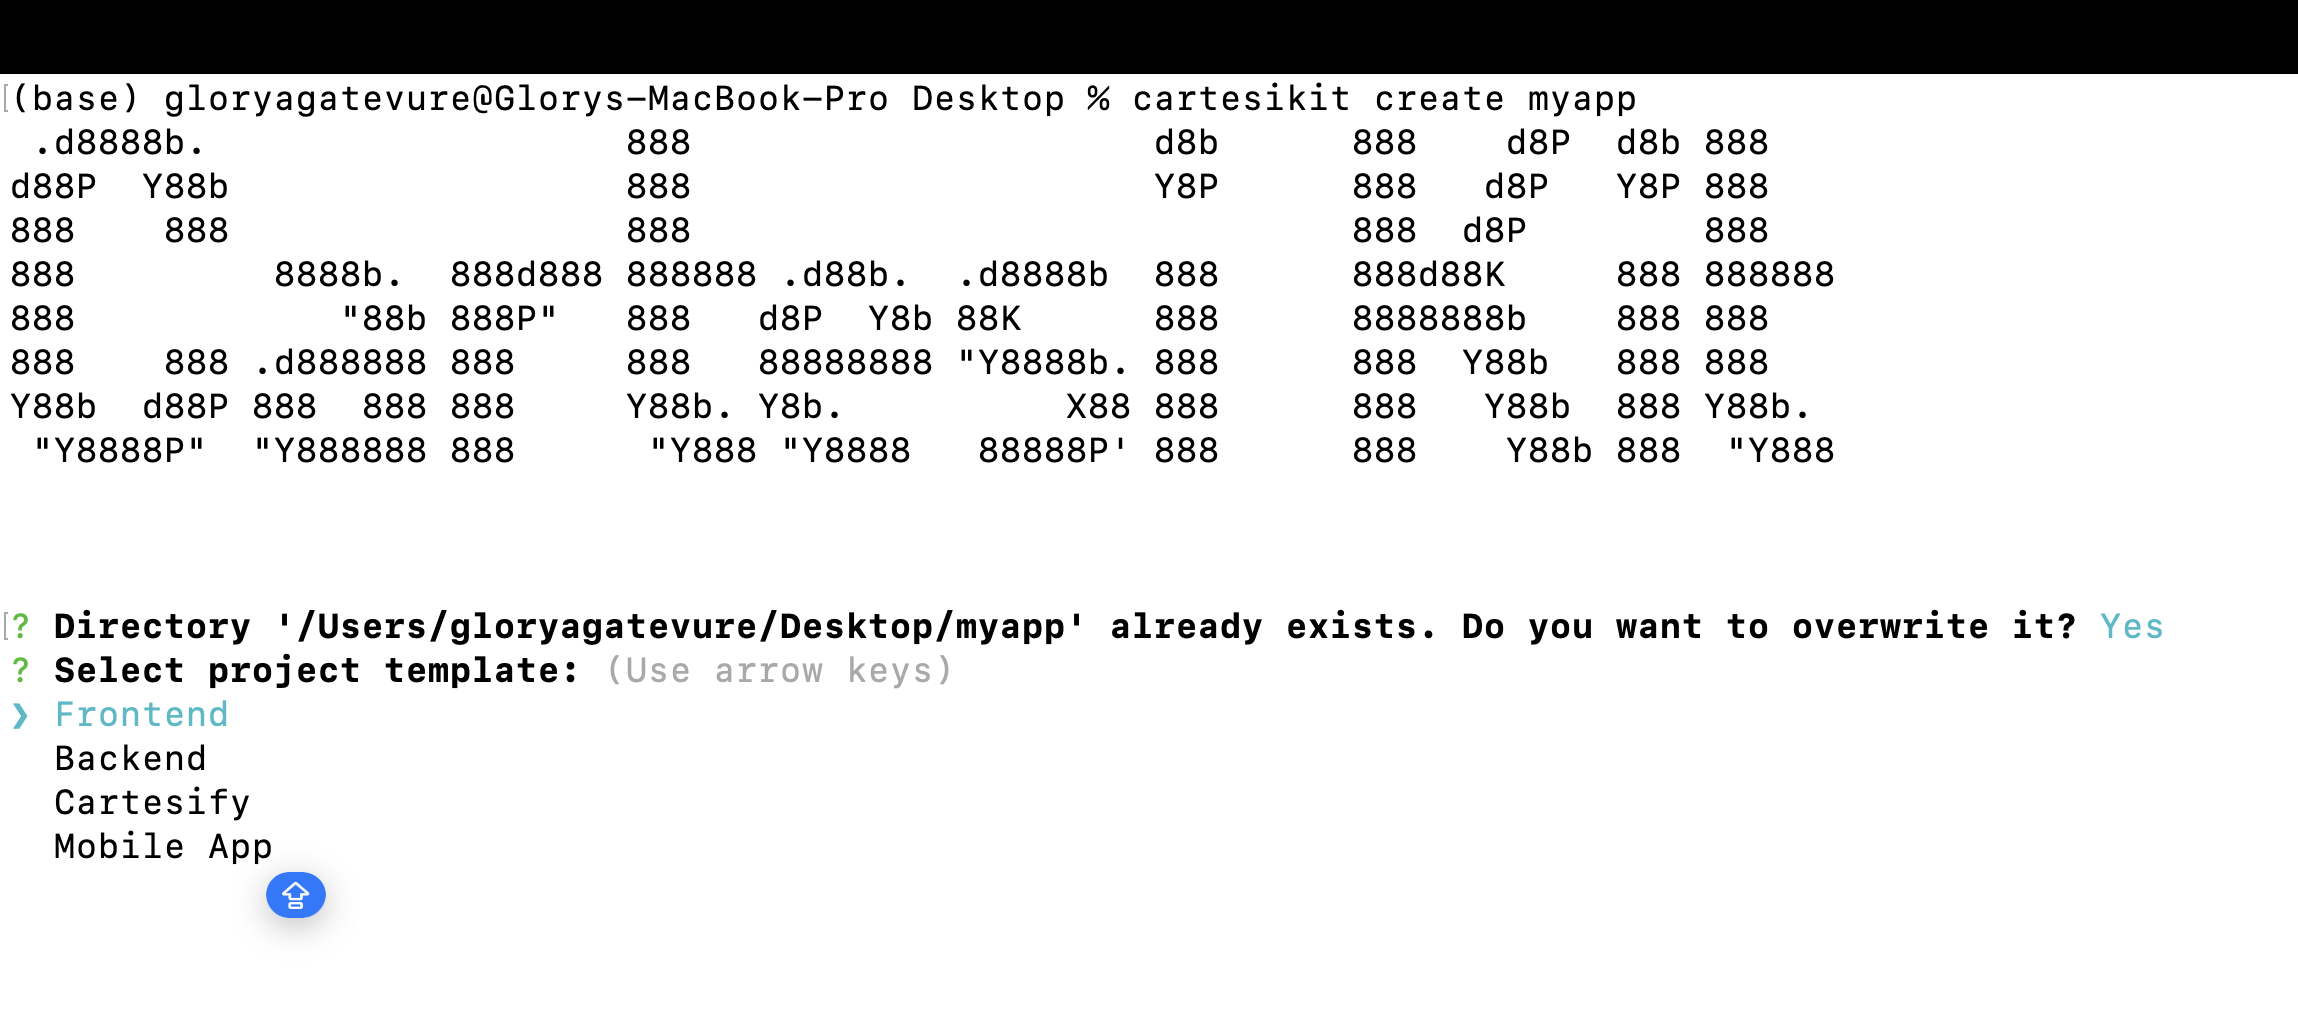 (base) gloryagatevure@Glorys-MacBook-Pro Desktop % cartesikit create myapp
 .d8888b.                   888                     d8b      888    d8P  d8b 888
d88P  Y88b                  888                     Y8P      888   d8P   Y8P 888
888    888                  888                              888  d8P        888
888         8888b.  888d888 888888 .d88b.  .d8888b  888      888d88K     888 888888
888            "88b 888P"   888   d8P  Y8b 88K      888      8888888b    888 888
888    888 .d888888 888     888   88888888 "Y8888b. 888      888  Y88b   888 888
Y88b  d88P 888  888 888     Y88b. Y8b.          X88 888      888   Y88b  888 Y88b.
 "Y8888P"  "Y888888 888      "Y888 "Y8888   88888P' 888      888    Y88b 888  "Y888
? Directory '/Users/gloryagatevure/Desktop/myapp' already exists. Do you want to overwrite it? Yes
? Select project template: (Use arrow keys)
❯ Frontend
  Backend
  Cartesify
  Mobile App